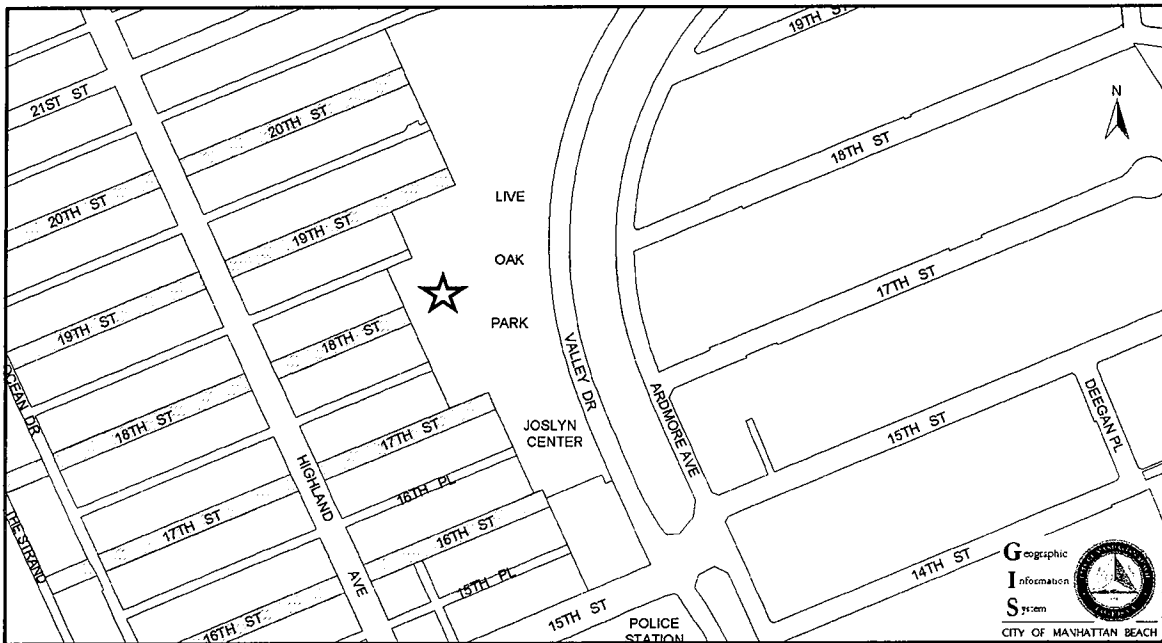 19TH ST
21ST ST
20TH ST
N
18TH ST
LIVE
20TH ST
19TH ST
OAK
17TH ST
PARK
19TH ST
18TH ST
VALLEY DR
OCEAN DR
ARDMORE AVE
DEEGAN PL
18TH ST
17TH ST
JOSLYN
CENTER
15TH ST
HIGHLAND
16TH PL
THE STRAND
17TH ST
16TH ST
14TH ST
Geographic
Information
System
AVE
15TH PL
16TH ST
15TH ST
POLICE
STATION
CITY OF MANHATTAN BEACH